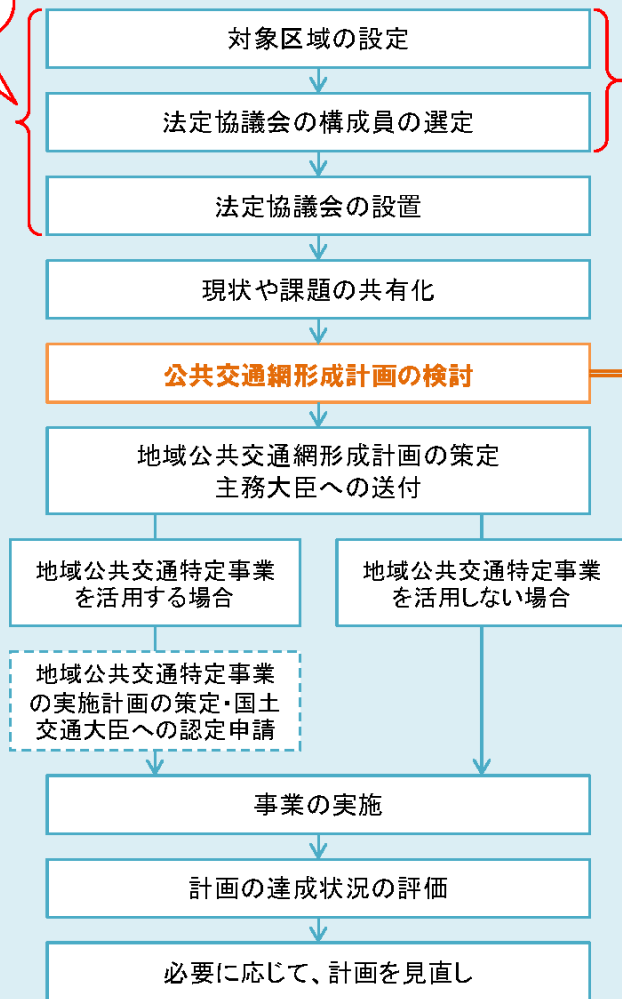 対象区域の設定
法定協議会の構成員の選定
法定協議会の設置
現状や課題の共有化
公共交通網形成計画の検討
地域公共交通網形成計画の策定
主務大臣への送付
地域公共交通特定事業
を活用する場合
地域公共交通特定事業
を活用しない場合
地域公共交通特定事業
の実施計画の策定・国土
交通大臣への認定申請
事業の実施
計画の達成状況の評価
必要に応じて、計画を見直し